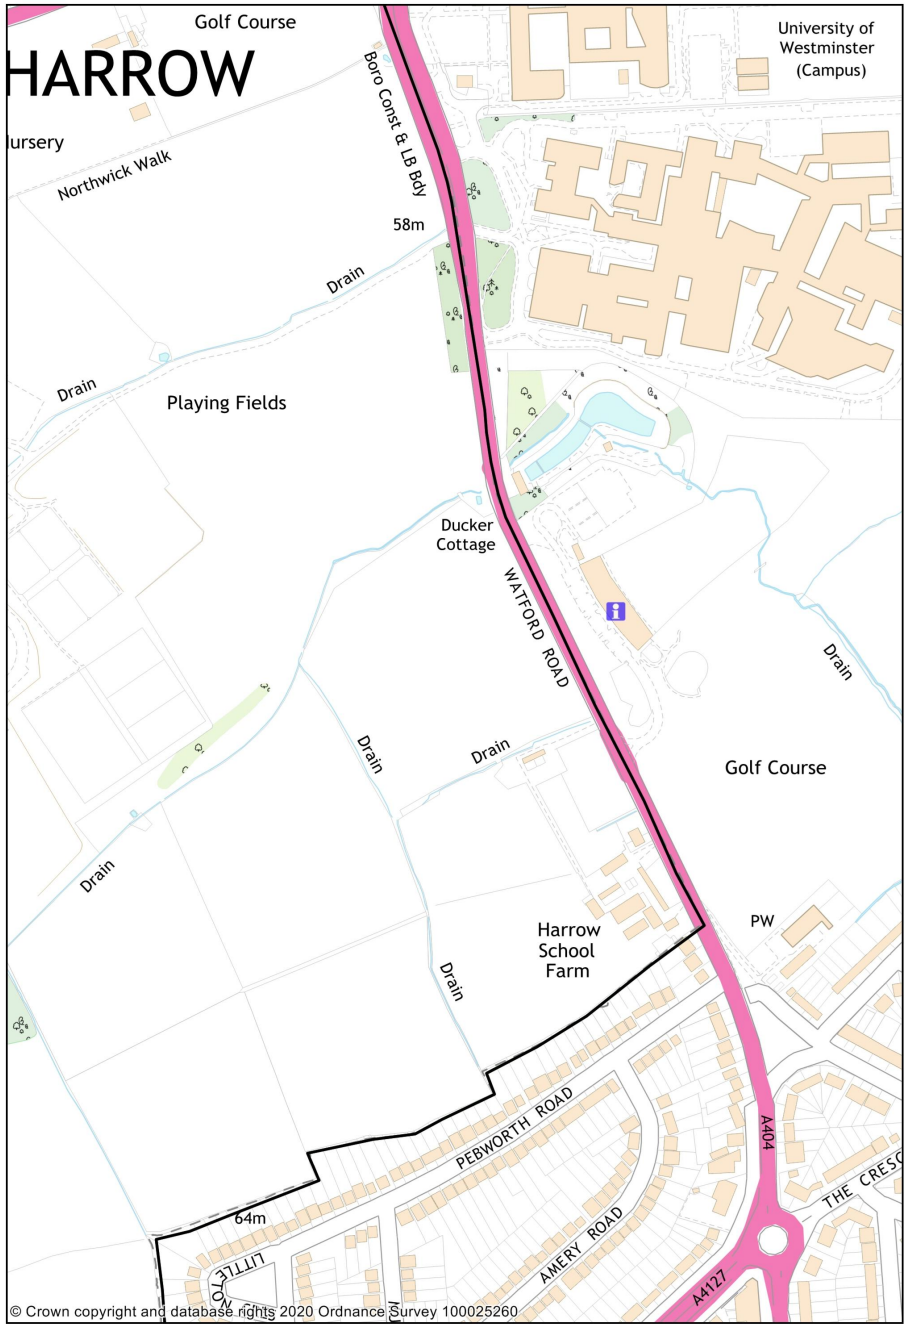 Golf Course
University of
Westminster
(Campus)
HARROW
Boro Const & LB Bdy
Northwick Walk
58m
Drain
Drain
Playing Fields
Ducker
Cottage
WATFORD ROAD
i
Drain
Drain
Drain
Golf Course
Drain
PW
Harrow
School
Farm
Drain
PEBWORTH ROAD
A404
THE CRESC
64m
AMERY ROAD
LITTLE
A4127
© Crown copyright and database rights 2020 Ordnance Survey 100025260